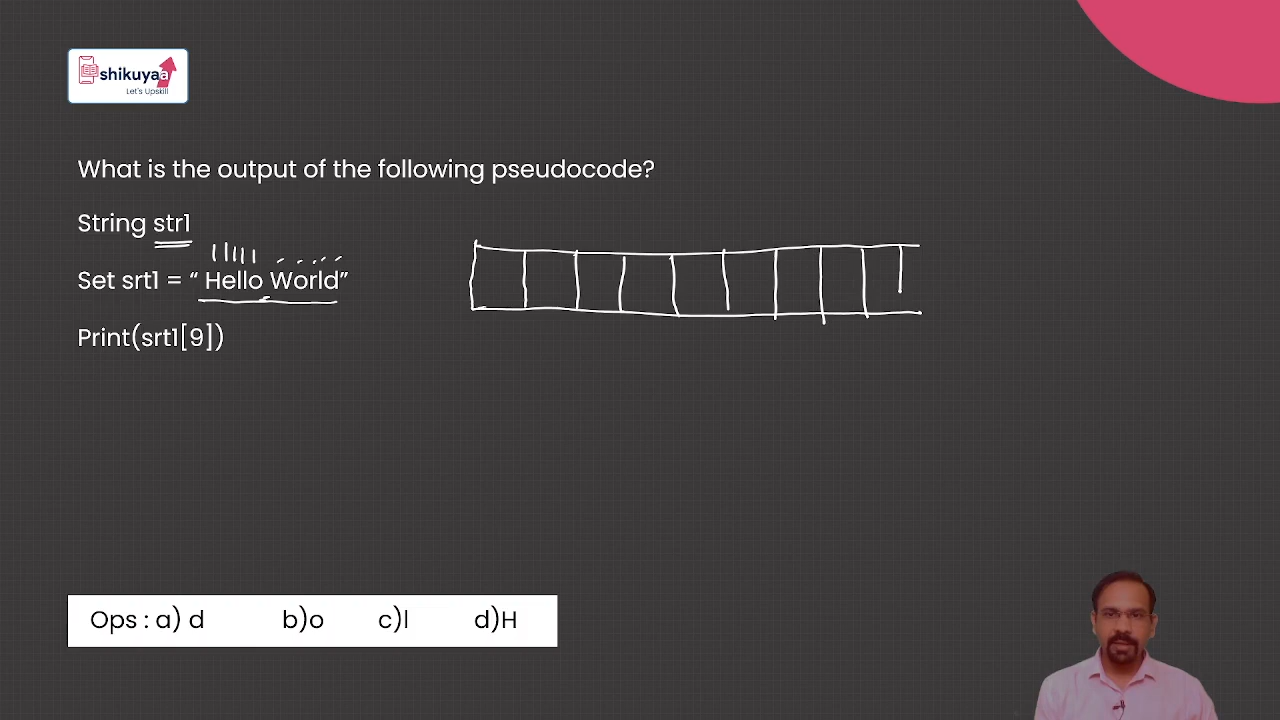 shikuyaa
Let's Upskill
What is the output of the following pseudocode?
String str1
Set srt1 = “ Hello World”
Print(srt1[9])
Ops : a) d b)o c)l d)H